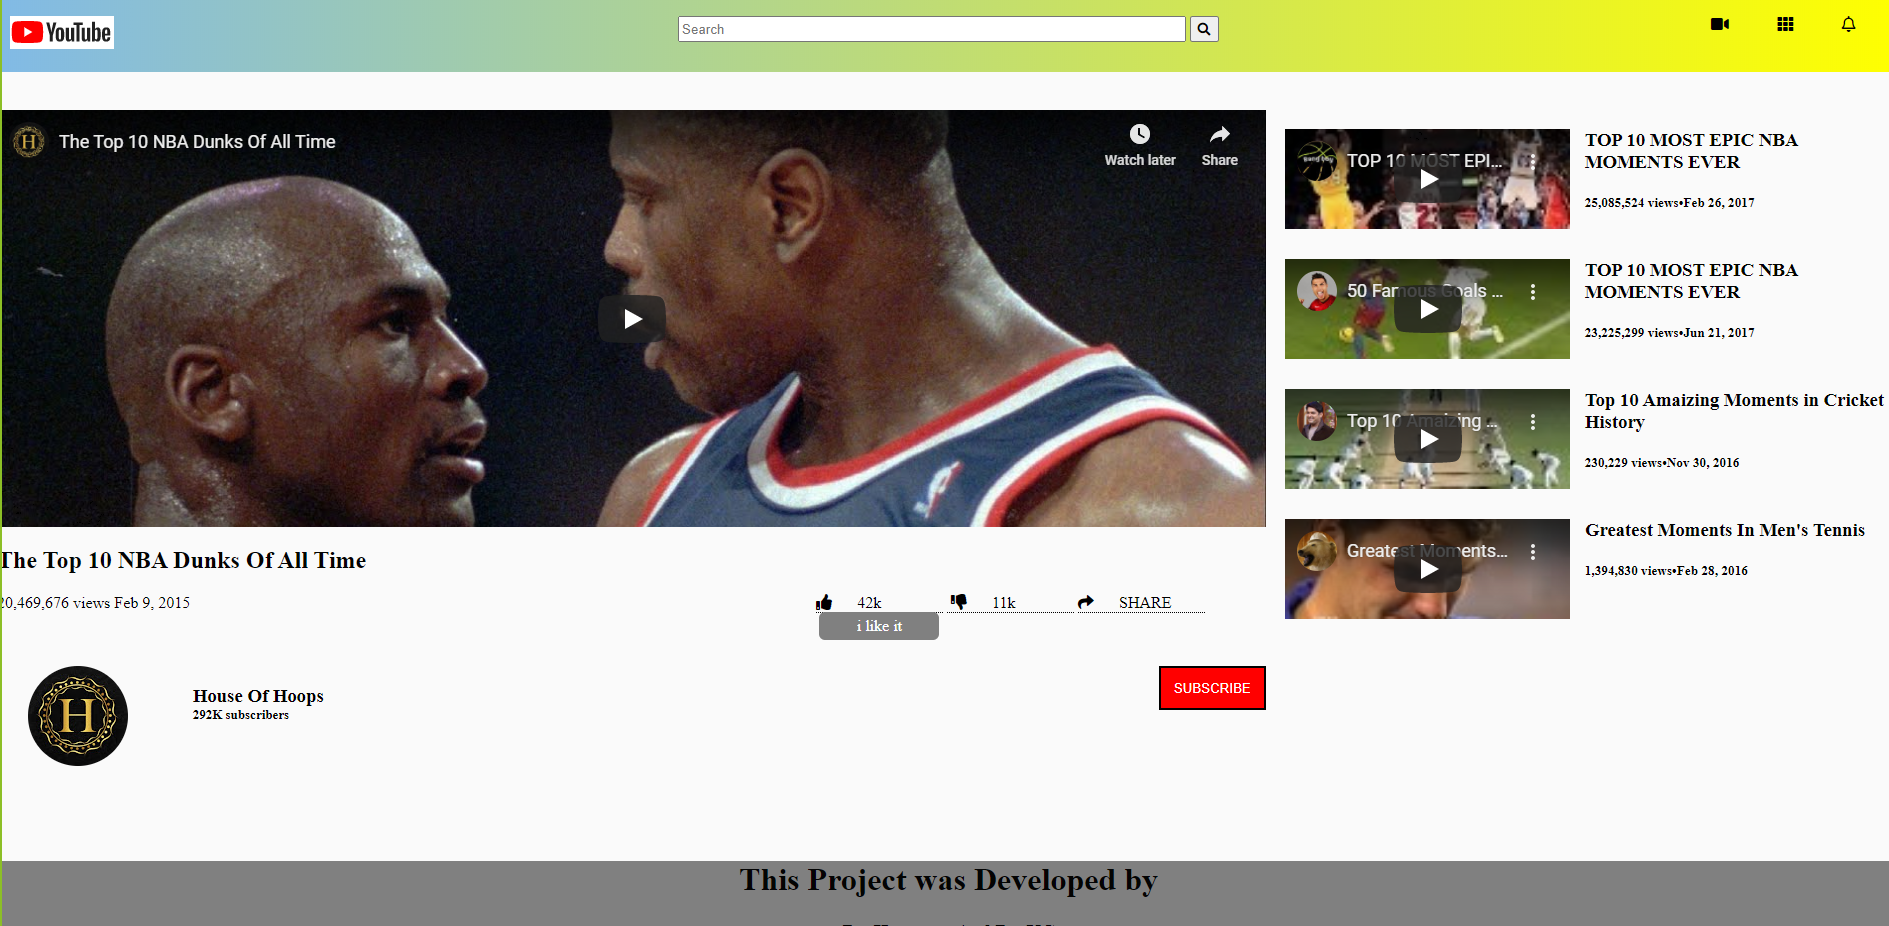 YouTube
Search
The Top 10 NBA Dunks Of All Time
Watch later
Share
The Top 10 NBA Dunks Of All Time
20,469,676 views Feb 9, 2015
42k
11k
SHARE
i like it
H
House Of Hoops
292K subscribers
SUBSCRIBE
TOP 10 MOST EPI...
TOP 10 MOST EPIC NBA
MOMENTS EVER
25,085,524 views•Feb 26, 2017
50 Famous Goals ...
TOP 10 MOST EPIC NBA
MOMENTS EVER
23,225,299 views•Jun 21, 2017
Top 10 Amaizing ...
Top 10 Amaizing Moments in Cricket
History
230,229 views•Nov 30, 2016
Greatest Moments...
Greatest Moments In Men's Tennis
1,394,830 views•Feb 28, 2016
This Project was Developed by